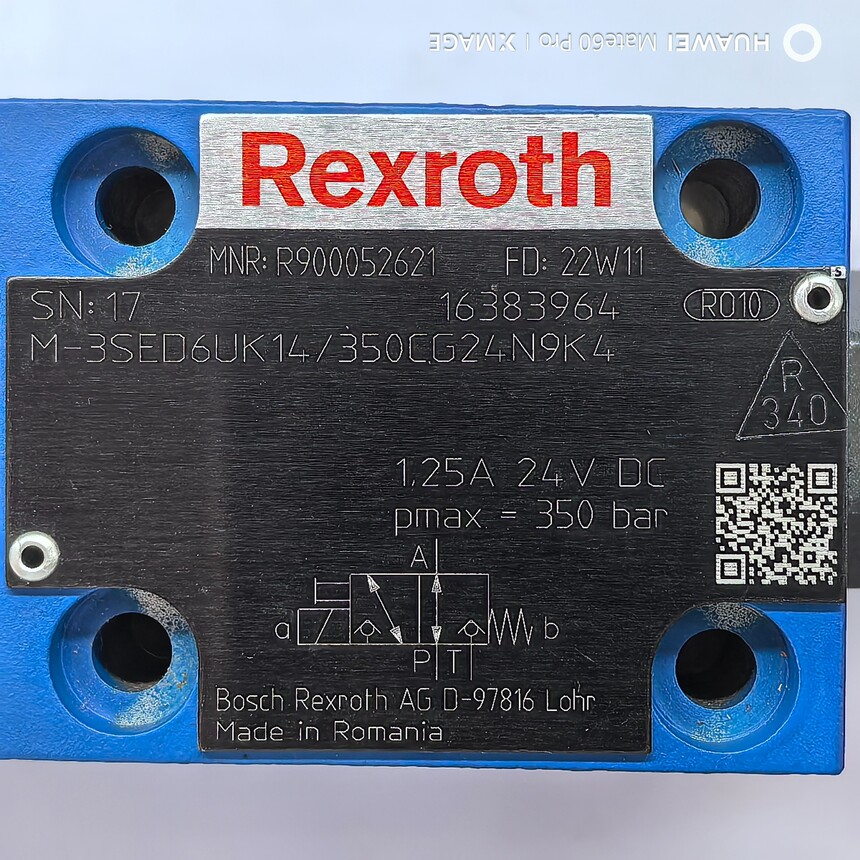 HUAWEI Mate60 Pro | XMAGE
Rexroth
MNR: R900052621 FD: 22W11
SN: 17 16383964 RO10
M-3SED6UK14/350CG24N9K4
R
340
1,25A 24V DC
pmax = 350 bar
A
a b
P T
Bosch Rexroth AG D-97816 Lohr
Made in Romania